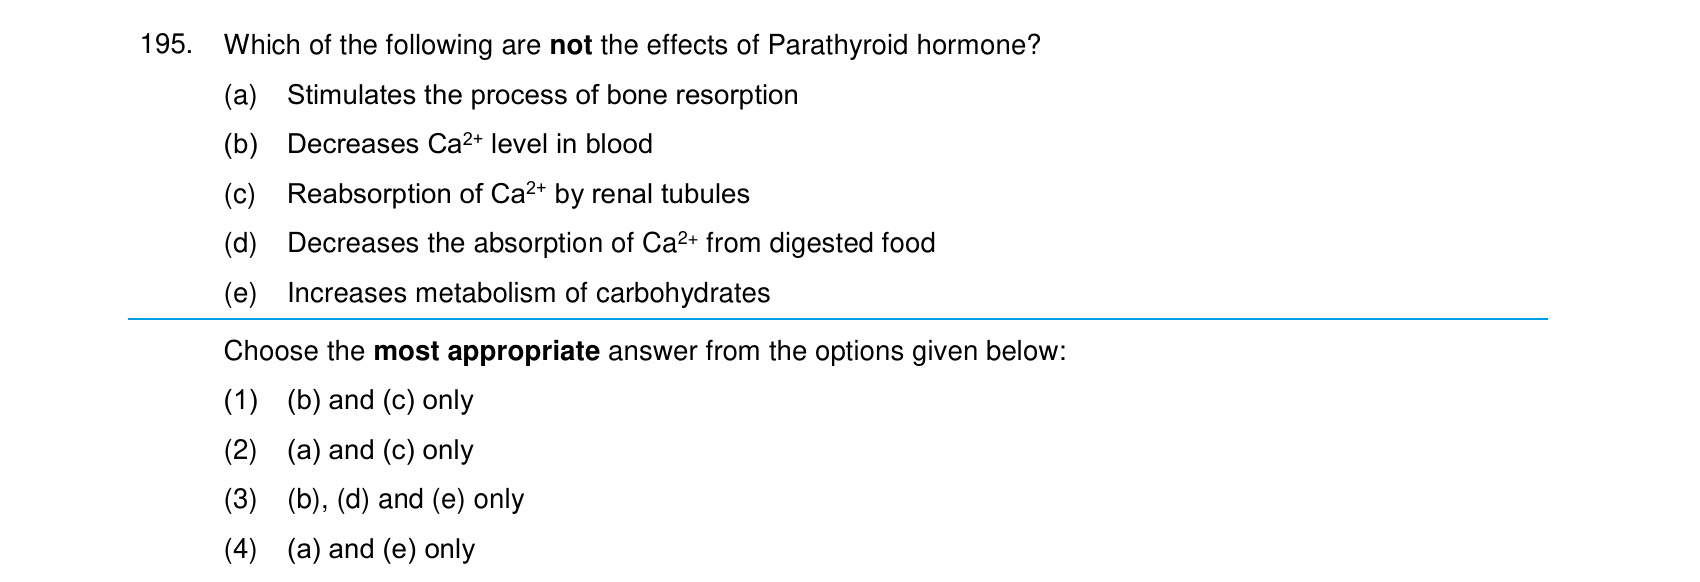 195. Which of the following are not the effects of Parathyroid hormone?
(a) Stimulates the process of bone resorption
(b) Decreases Ca²⁺ level in blood
(c) Reabsorption of Ca²⁺ by renal tubules
(d) Decreases the absorption of Ca²⁺ from digested food
(e) Increases metabolism of carbohydrates
Choose the most appropriate answer from the options given below:
(1) (b) and (c) only
(2) (a) and (c) only
(3) (b), (d) and (e) only
(4) (a) and (e) only